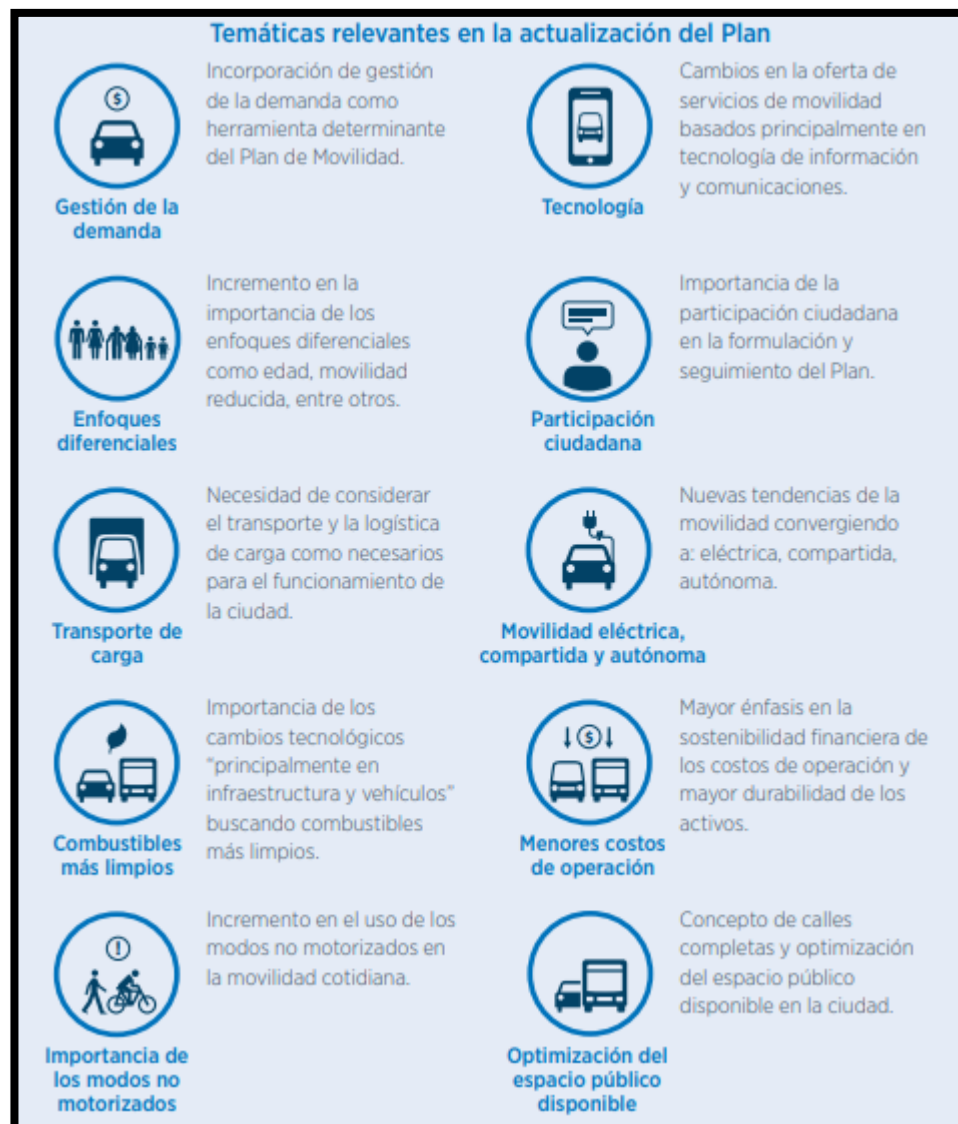 Temáticas relevantes en la actualización del Plan
Incorporación de gestión
de la demanda como
herramienta determinante
del Plan de Movilidad.
Gestión de la
demanda
Cambios en la oferta de
servicios de movilidad
basados principalmente en
tecnología de información
y comunicaciones.
Tecnología
Incremento en la
importancia de los
enfoques diferenciales
como edad, movilidad
reducida, entre otros.
Enfoques
diferenciales
Importancia de la
participación ciudadana
en la formulación y
seguimiento del Plan.
Participación
ciudadana
Necesidad de considerar
el transporte y la logística
de carga como necesarios
para el funcionamiento de
la ciudad.
Transporte de
carga
Nuevas tendencias de la
movilidad convergiendo
a: eléctrica, compartida,
autónoma.
Movilidad eléctrica,
compartida y autónoma
Importancia de los
cambios tecnológicos
"principalmente en
infraestructura y vehículos"
buscando combustibles
más limpios.
Combustibles
más limpios
Mayor énfasis en la
sostenibilidad financiera de
los costos de operación y
mayor durabilidad de los
activos.
Menores costos
de operación
Incremento en el uso de los
modos no motorizados en
la movilidad cotidiana.
Importancia de
los modos no
motorizados
Concepto de calles
completas y optimización
del espacio público
disponible en la ciudad.
Optimización del
espacio público
disponible